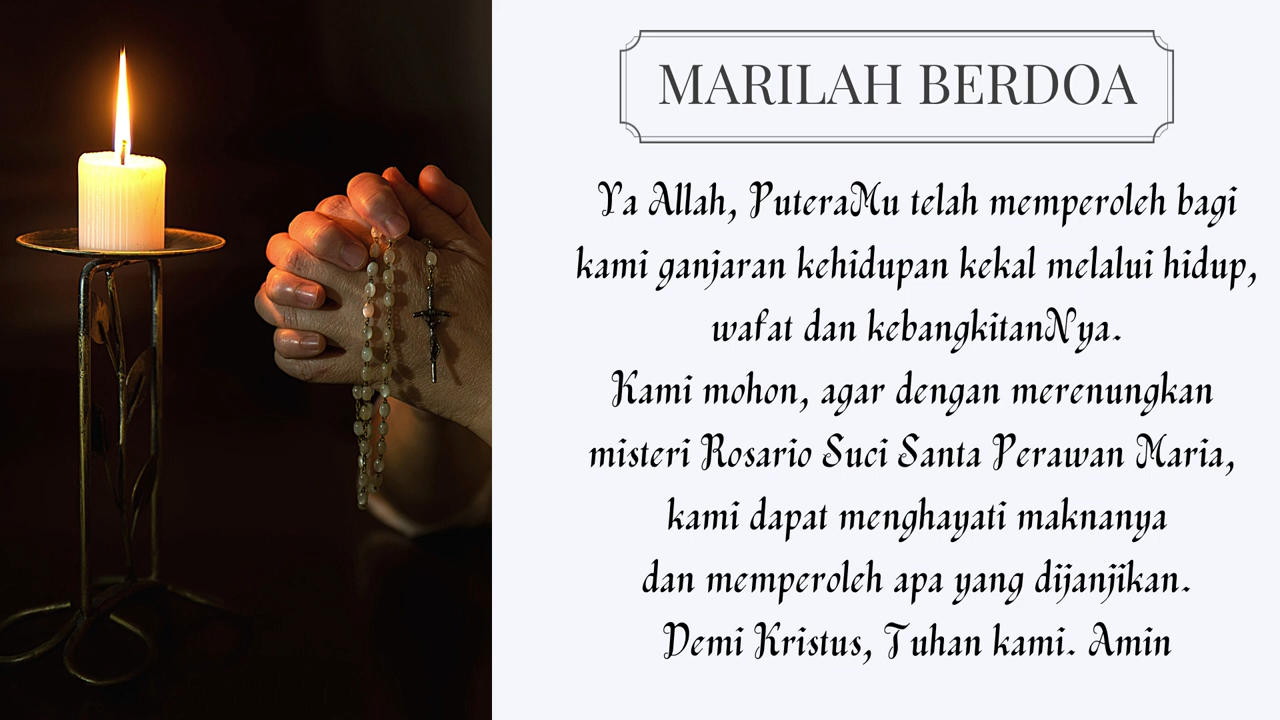 MARILAH BERDOA
Ya Allah, PuteraMu telah memperoleh bagi
kami ganjaran kehidupan kekal melalui hidup,
wafat dan kebangkitanNya.
Kami mohon, agar dengan merenungkan
misteri Rosario Suci Santa Perawan Maria,
kami dapat menghayati maknanya
dan memperoleh apa yang dijanjikan.
Demi Kristus, Tuhan kami. Amin